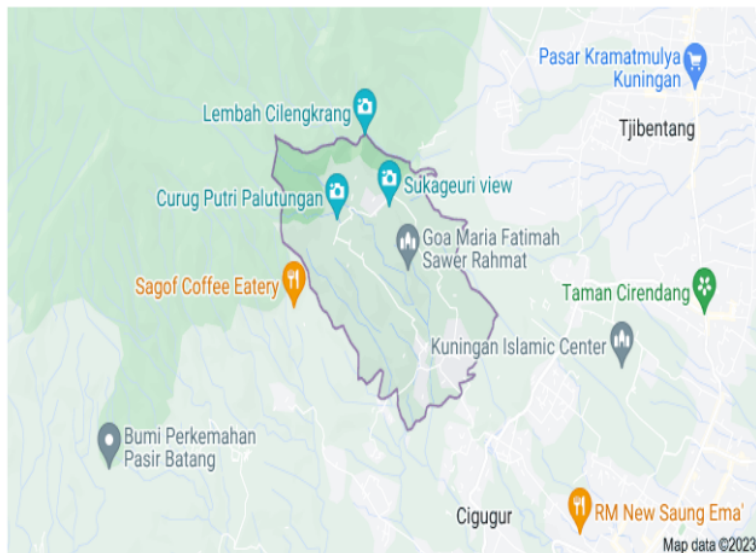 Pasar Kramatmulya
Kuningan
Lembah Cilengkrang
Tjibentang
Curug Putri Palutungan
Sukageuri view
Goa Maria Fatimah
Sawer Rahmat
Sagof Coffee Eatery
Taman Cirendang
Kuningan Islamic Center
Bumi Perkemahan
Pasir Batang
Cigugur
RM New Saung Ema'
Map data ©2023